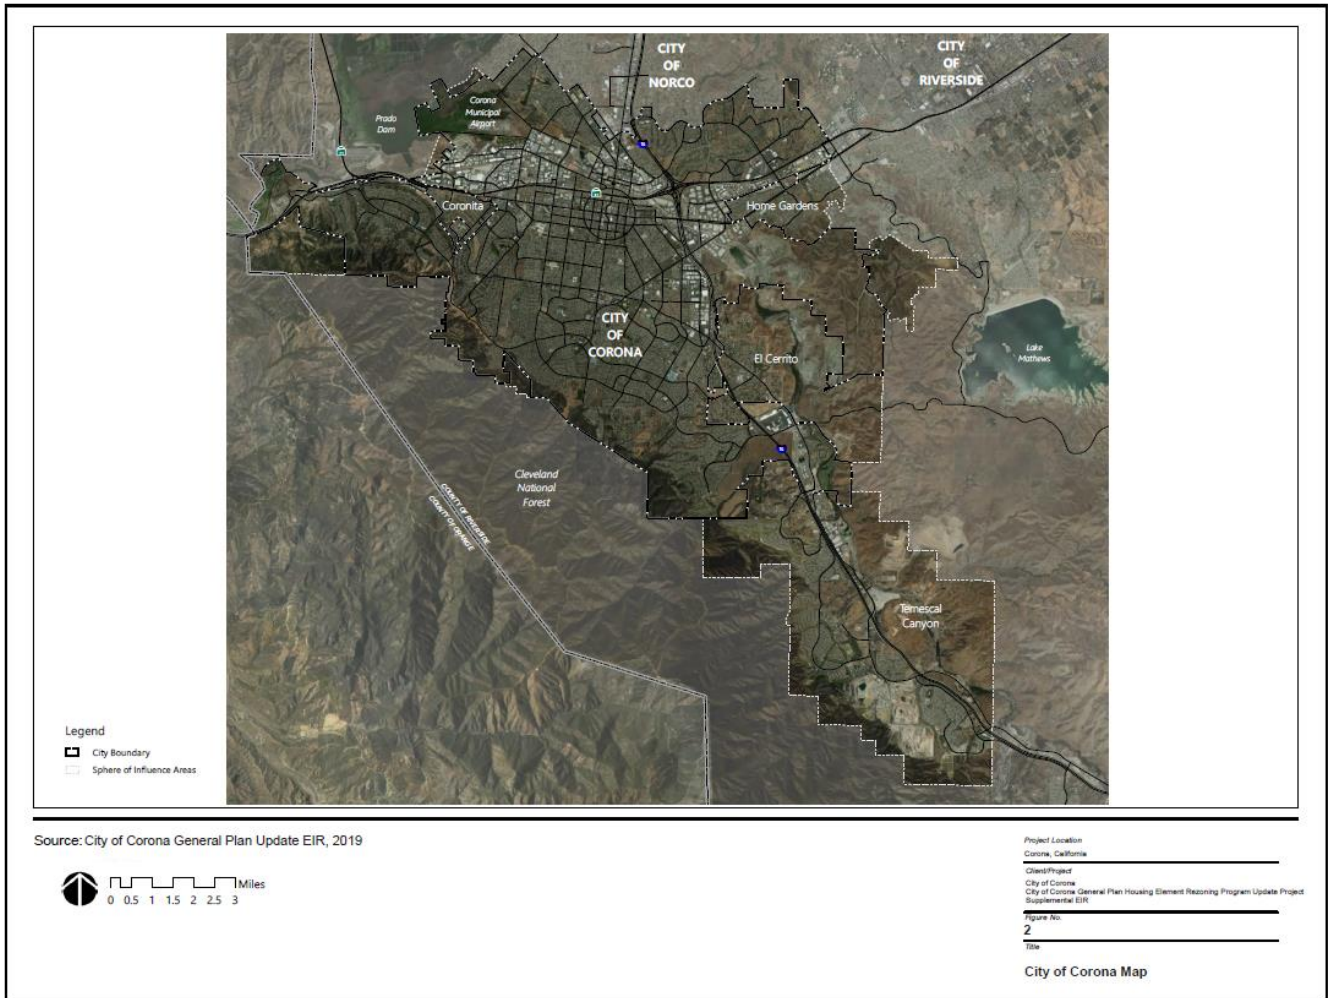 CITY
OF
NORCO
CITY
OF
RIVERSIDE
Corona
Municipal
Airport
Prado
Dam
Coronita
Home Gardens
CITY
OF
CORONA
El Cerrito
Lake
Mathews
Cleveland
National
Forest
COUNTY OF RIVERSIDE
COUNTY OF ORANGE
Temescal
Canyon
Legend
City Boundary
Sphere of Influence Areas
Source: City of Corona General Plan Update EIR, 2019
Miles
0 0.5 1 1.5 2 2.5 3
Project Location
Corona, California
Client/Project
City of Corona
City of Corona General Plan Housing Element Rezoning Program Update Project
Supplemental EIR
Figure No.
2
Title
City of Corona Map